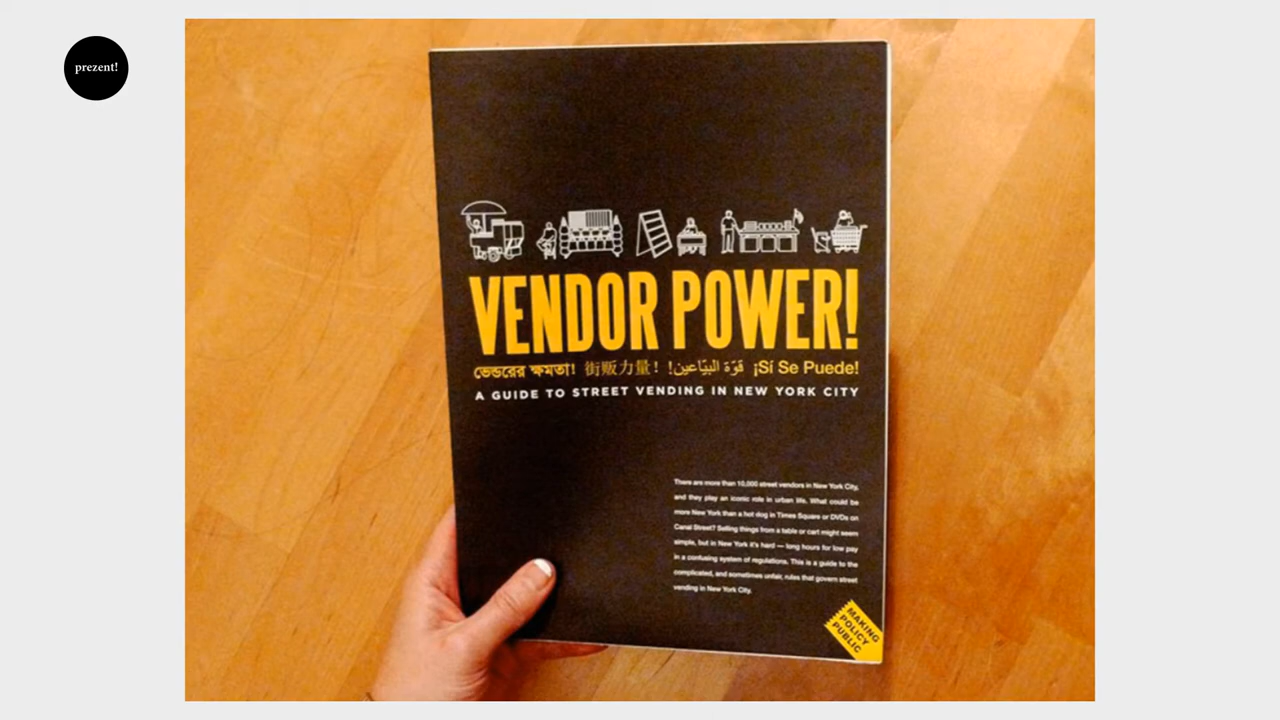 prezent!
VENDOR POWER!
ভেন্ডরের ক্ষমতা! 街贩力量! قوّة البيّاعين!! ¡Sí Se Puede!
A GUIDE TO STREET VENDING IN NEW YORK CITY
There are more than 10,000 street vendors in New York City,
and they play an iconic role in urban life. What could be
more New York than a hot dog in Times Square or DVDs on
Canal Street? Selling things from a table or cart might seem
simple, but in New York it's hard — long hours for low pay
in a confusing system of regulations. This is a guide to the
complicated, and sometimes unfair, rules that govern street
vending in New York City.
MAKING
POLICY
PUBLIC